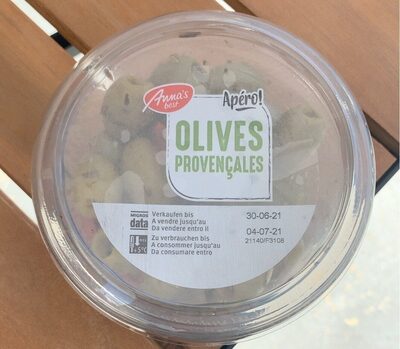 Anna's
best
Apéro!
OLIVES
PROVENÇALES
MIGROS
data
Verkaufen bis
A vendre jusqu'au
Da vendere entro il
30-06-21
Zu verbrauchen bis
A consommer jusqu'au
Da consumare entro
04-07-21
21140/F3108